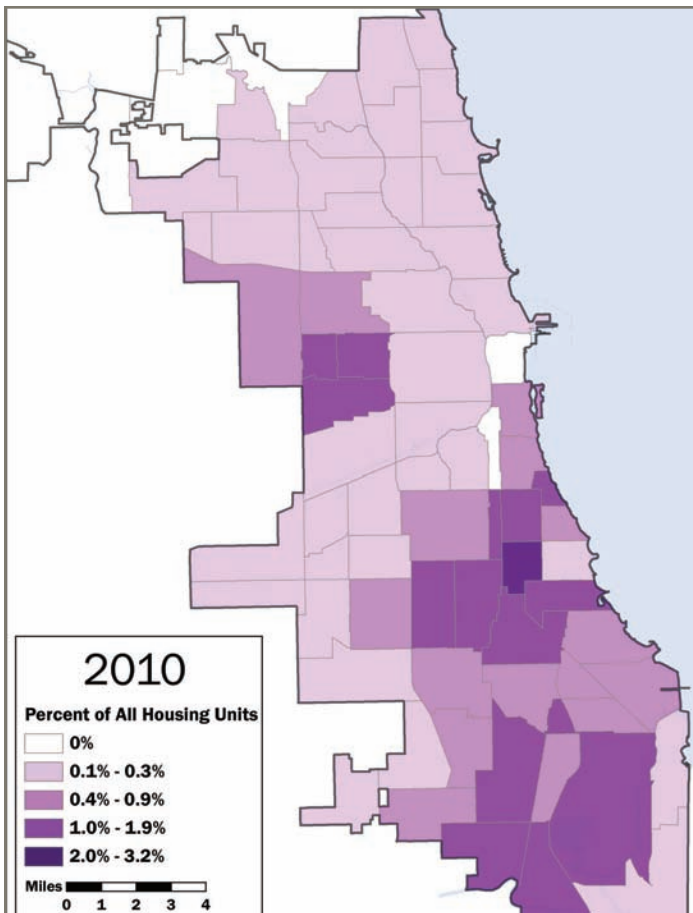 2010
Percent of All Housing Units
0%
0.1% - 0.3%
0.4% - 0.9%
1.0% - 1.9%
2.0% - 3.2%
Miles
0 1 2 3 4